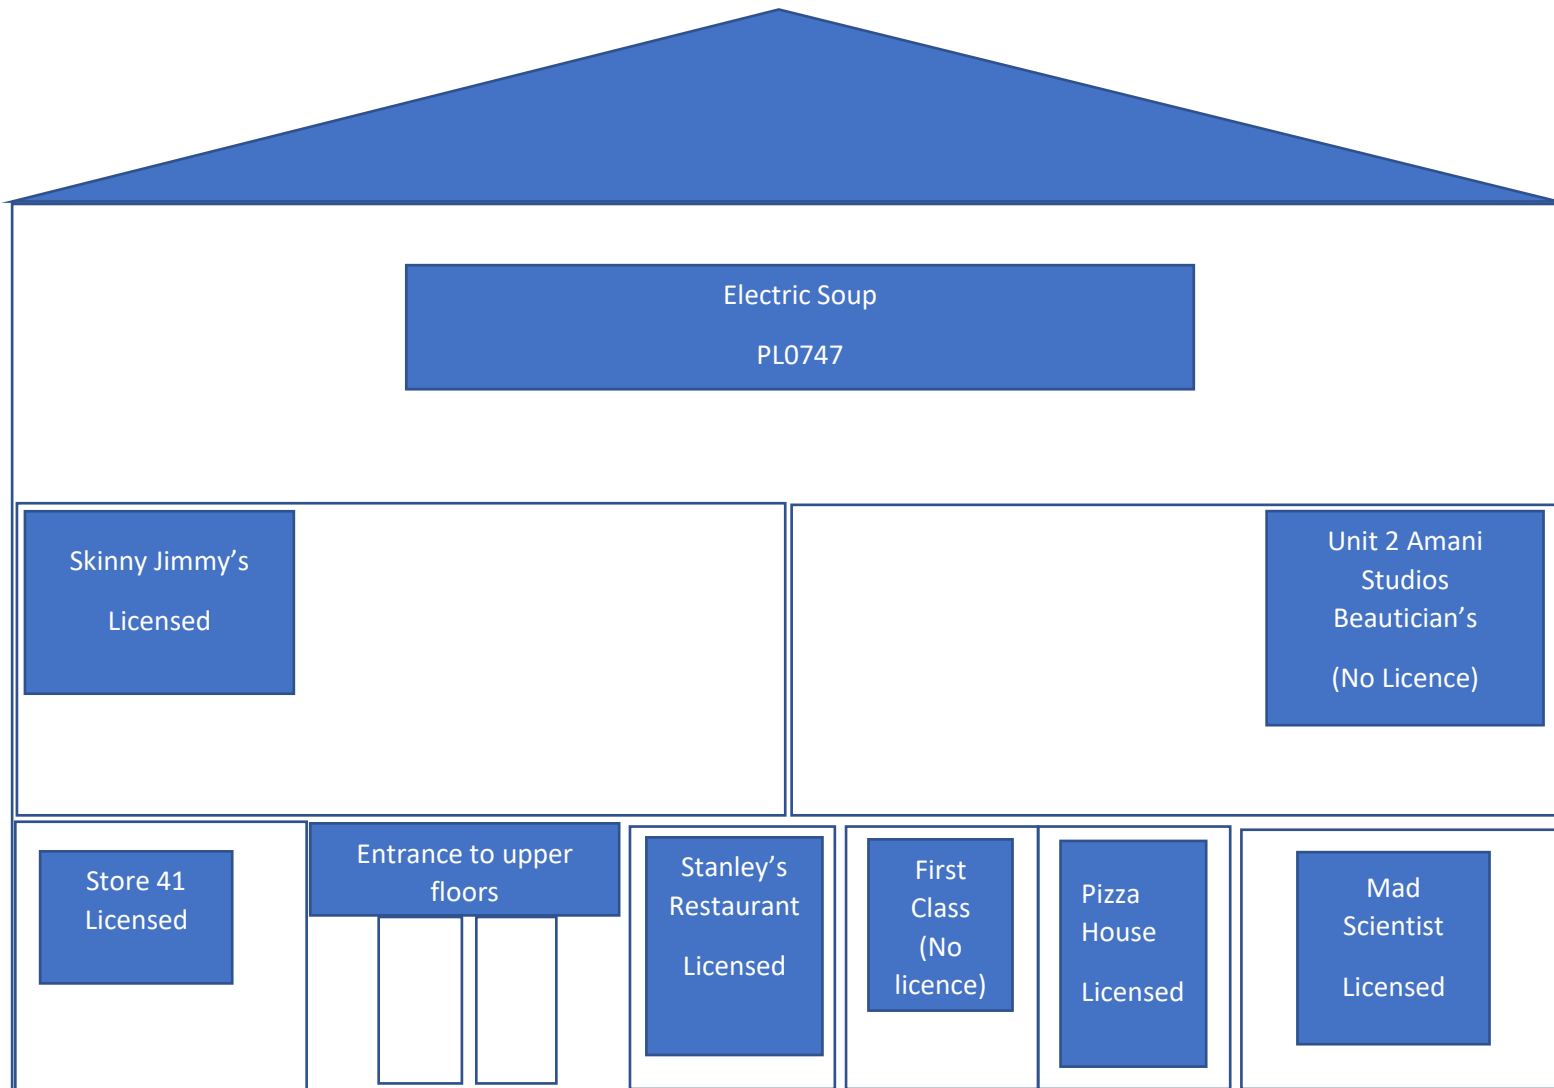 Electric Soup
PL0747
Skinny Jimmy’s
Licensed
Unit 2 Amani
Studios
Beautician’s
(No Licence)
Store 41
Licensed
Entrance to upper
floors
Stanley’s
Restaurant
Licensed
First
Class
(No
licence)
Pizza
House
Licensed
Mad
Scientist
Licensed